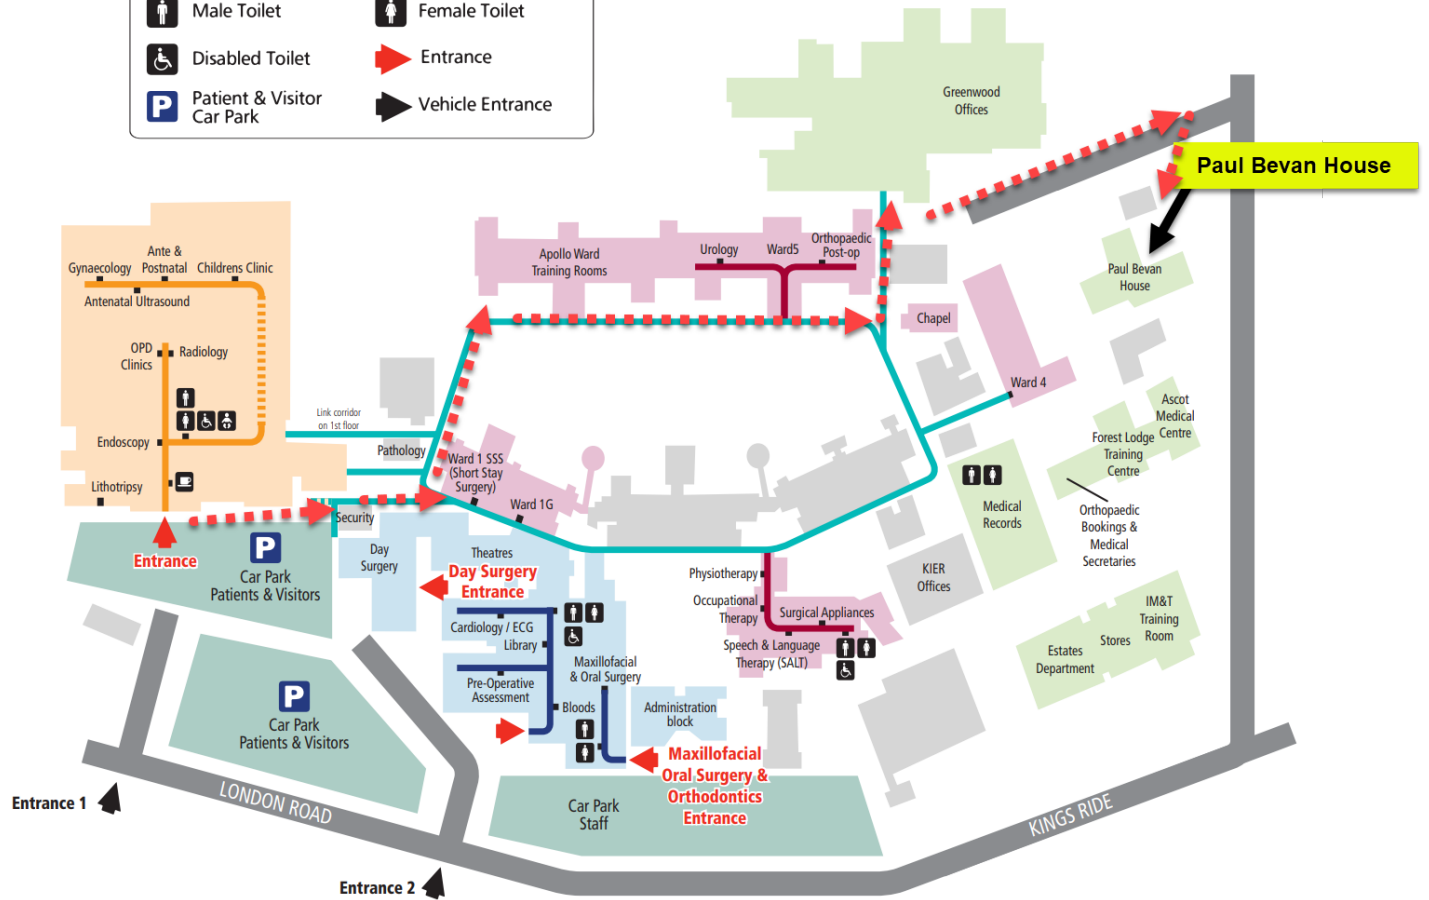 Male Toilet
Female Toilet
Disabled Toilet
Entrance
P
Patient & Visitor
Car Park
Vehicle Entrance
Greenwood
Offices
Paul Bevan House
Ante &
Postnatal
Gynaecology
Childrens Clinic
Antenatal Ultrasound
Apollo Ward
Training Rooms
Urology
Ward5
Orthopaedic
Post-op
Paul Bevan
House
Chapel
OPD
Clinics
Radiology
Ward 4
Link corridor
on 1st floor
Ascot
Medical
Centre
Endoscopy
Pathology
Ward 1 SSS
(Short Stay
Surgery)
Forest Lodge
Training
Centre
Lithotripsy
Ward 1G
Security
Medical
Records
Orthopaedic
Bookings &
Medical
Secretaries
Entrance
P
Car Park
Patients & Visitors
Day
Surgery
Theatres
Day Surgery
Entrance
Physiotherapy
KIER
Offices
Occupational
Therapy
Surgical Appliances
Cardiology / ECG
Library
Speech & Language
Therapy (SALT)
IM&T
Training
Room
Stores
Estates
Department
Maxillofacial
& Oral Surgery
Pre-Operative
Assessment
Bloods
Administration
block
P
Car Park
Patients & Visitors
Maxillofacial
Oral Surgery &
Orthodontics
Entrance
Entrance 1
LONDON ROAD
Car Park
Staff
KINGS RIDE
Entrance 2